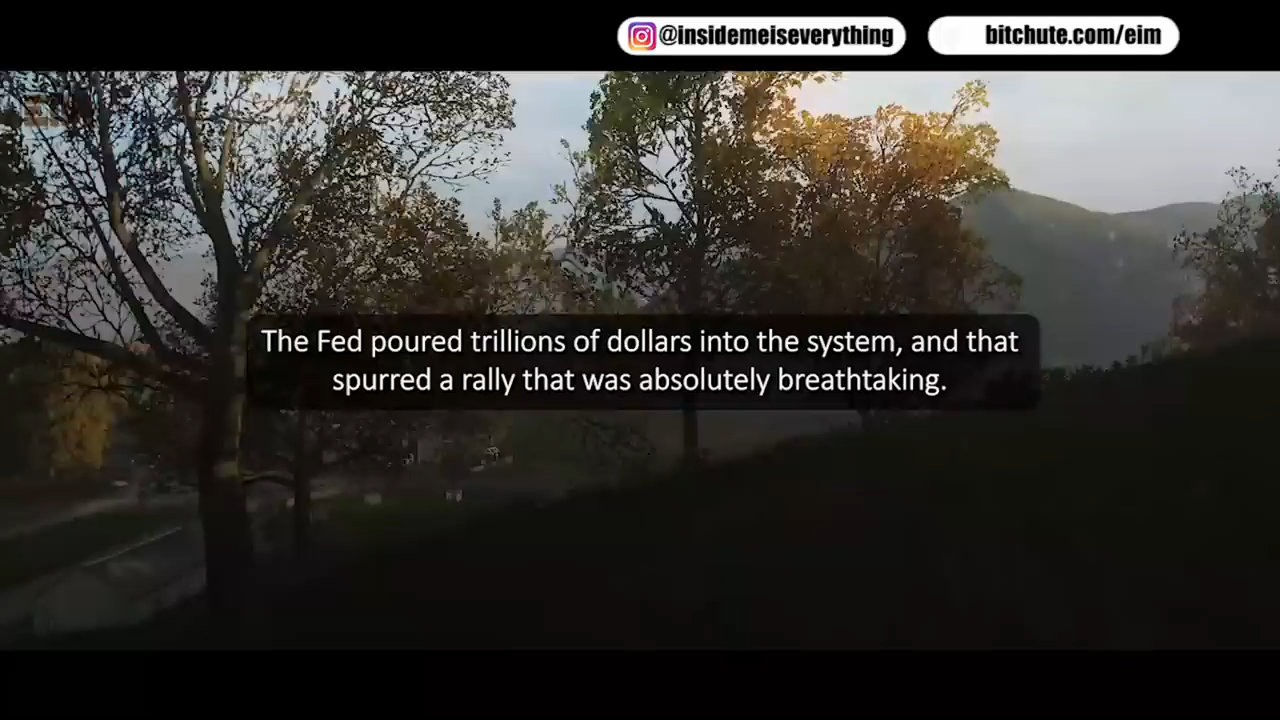 @insidemeiseverything
bitchute.com/eim
The Fed poured trillions of dollars into the system, and that
spurred a rally that was absolutely breathtaking.